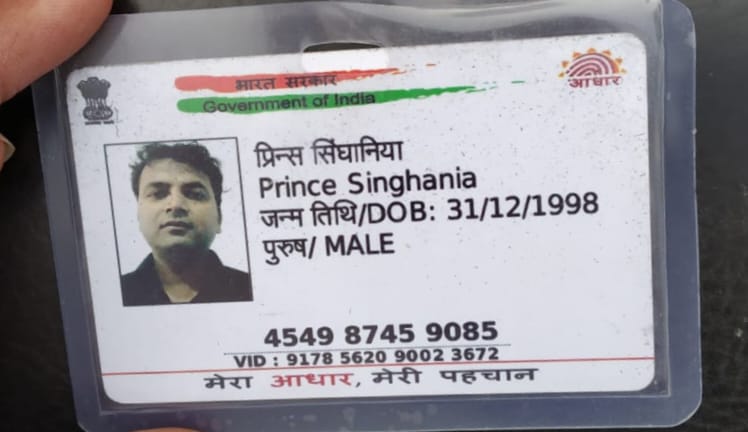 भारत सरकार
Government of India
आधार
प्रिन्स सिंघानिया
Prince Singhania
जन्म तिथि/DOB: 31/12/1998
पुरुष/ MALE
4549 8745 9085
VID : 9178 5620 9002 3672
मेरा आधार, मेरी पहचान